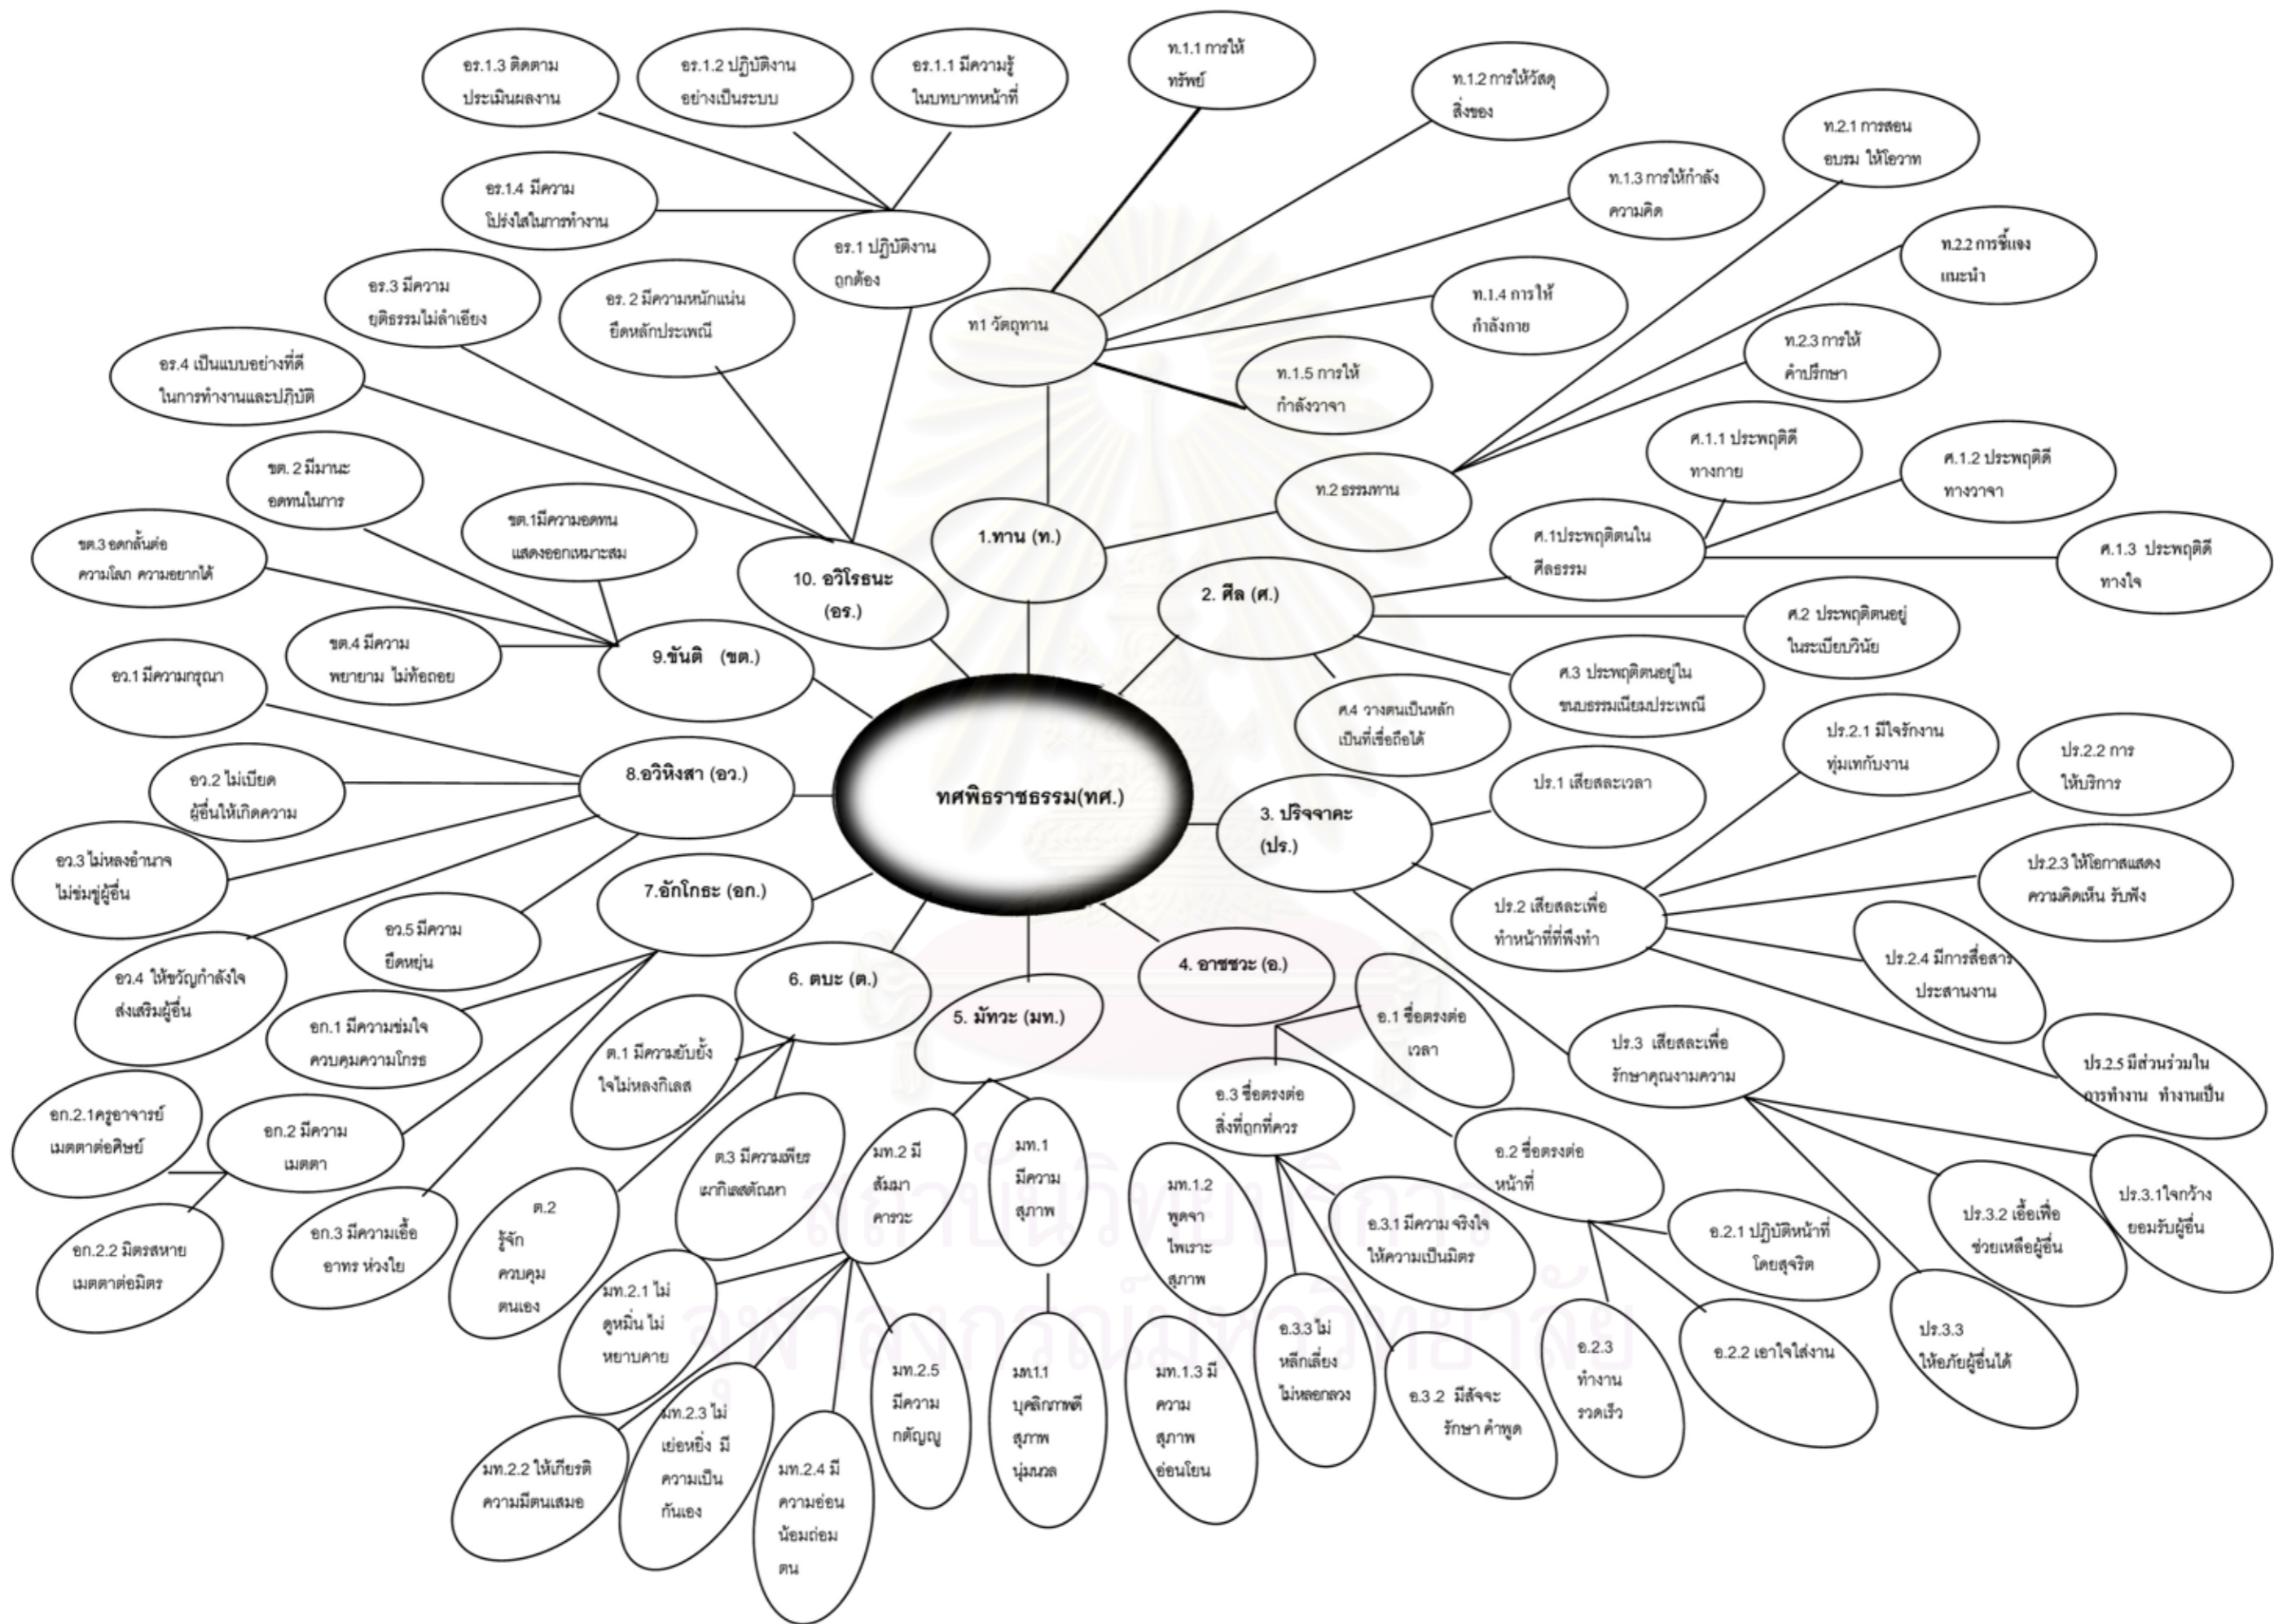 อร.1.3 ติดตาม
ประเมินผลงาน
อร.1.2 ปฏิบัติงาน
อย่างเป็นระบบ
อร.1.1 มีความรู้
ในบทบาทหน้าที่
ท.1.1 การให้
ทรัพย์
ท.1.2 การให้วัสดุ
สิ่งของ
ท.2.1 การสอน
อบรม ให้โอวาท
อร.1.4 มีความ
โปร่งใสในการทำงาน
ท.1.3 การให้กำลัง
ความคิด
อร.1 ปฏิบัติงาน
ถูกต้อง
ท.2.2 การชี้แจง
แนะนำ
อร.3 มีความ
ยุติธรรมไม่ลำเอียง
อร. 2 มีความหนักแน่น
ยึดหลักประเพณี
ท1 วัตถุทาน
ท.1.4 การให้
กำลังกาย
ท.2.3 การให้
คำปรึกษา
อร.4 เป็นแบบอย่างที่ดี
ในการทำงานและปฏิบัติ
ท.1.5 การให้
กำลังวาจา
ศ.1.1 ประพฤติดี
ทางกาย
ศ.1.2 ประพฤติดี
ทางวาจา
ขต. 2 มีมานะ
อดทนในการ
ท.2 ธรรมทาน
ขต.1มีความอดทน
แสดงออกเหมาะสม
1.ทาน (ท.)
ศ.1ประพฤติตนใน
ศีลธรรม
ศ.1.3 ประพฤติดี
ทางใจ
ขต.3 อดกลั้นต่อ
ความโลภ ความอยากได้
10. อวิโรธนะ
(อร.)
2. ศีล (ศ.)
ศ.2 ประพฤติตนอยู่
ในระเบียบวินัย
ขต.4 มีความ
พยายาม ไม่ท้อถอย
9.ขันติ (ขต.)
อว.1 มีความกรุณา
ศ.3 ประพฤติตนอยู่ใน
ขนบธรรมเนียมประเพณี
ศ.4 วางตนเป็นหลัก
เป็นที่เชื่อถือได้
ปร.2.1 มีใจรักงาน
ทุ่มเทกับงาน
ปร.2.2 การ
ให้บริการ
อว.2 ไม่เบียด
ผู้อื่นให้เกิดความ
8.อวิหิงสา (อว.)
ทศพิธราชธรรม(ทศ.)
ปร.1 เสียสละเวลา
3. ปริจจาคะ
(ปร.)
อว.3 ไม่หลงอำนาจ
ไม่ข่มขู่ผู้อื่น
7.อักโกธะ (อก.)
ปร.2.3 ให้โอกาสแสดง
ความคิดเห็น รับฟัง
ปร.2 เสียสละเพื่อ
ทำหน้าที่ที่พึงทำ
อว.5 มีความ
ยืดหยุ่น
ปร.2.4 มีการสื่อสาร
ประสานงาน
อว.4 ให้ขวัญกำลังใจ
ส่งเสริมผู้อื่น
6. ตบะ (ต.)
4. อาชชวะ (อ.)
5. มัทวะ (มท.)
อก.1 มีความข่มใจ
ควบคุมความโกรธ
ต.1 มีความยับยั้ง
ใจไม่หลงกิเลส
อ.1 ซื่อตรงต่อ
เวลา
ปร.3 เสียสละเพื่อ
รักษาคุณงามความ
ปร.2.5 มีส่วนร่วมใน
การทำงาน ทำงานเป็น
อก.2.1ครูอาจารย์
เมตตาต่อศิษย์
อก.2 มีความ
เมตตา
อ.3 ซื่อตรงต่อ
สิ่งที่ถูกที่ควร
ต.3 มีความเพียร
เผากิเลสตัณหา
มท.2 มี
สัมมา
คารวะ
มท.1
มีความ
สุภาพ
อ.2 ซื่อตรงต่อ
หน้าที่
มท.1.2
พูดจา
ไพเราะ
สุภาพ
ปร.3.1ใจกว้าง
ยอมรับผู้อื่น
ปร.3.2 เอื้อเฟื่อ
ช่วยเหลือผู้อื่น
อก.2.2 มิตรสหาย
เมตตาต่อมิตร
อก.3 มีความเอื้อ
อาทร ห่วงใย
ต.2
รู้จัก
ควบคุม
ตนเอง
อ.3.1 มีความ จริงใจ
ให้ความเป็นมิตร
อ.2.1 ปฏิบัติหน้าที่
โดยสุจริต
สถาบันวิทยบริการ
จุฬาลงกรณ์มหาวิทยาลัย
มท.2.1 ไม่
ดูหมิ่น ไม่
หยาบคาย
อ.3.3 ไม่
หลีกเลี่ยง
ไม่หลอกลวง
อ.2.3
ทำงาน
รวดเร็ว
อ.2.2 เอาใจใส่งาน
ปร.3.3
ให้อภัยผู้อื่นได้
มท.2.5
มีความ
กตัญญู
มท.1.1
บุคลิกภาพดี
สุภาพ
นุ่มนวล
มท.1.3 มี
ความ
สุภาพ
อ่อนโยน
อ.3.2 มีสัจจะ
รักษา คำพูด
มท.2.3 ไม่
เย่อหยิ่ง มี
ความเป็น
กันเอง
มท.2.2 ให้เกียรติ
ความมีตนเสมอ
มท.2.4 มี
ความอ่อน
น้อมถ่อม
ตน